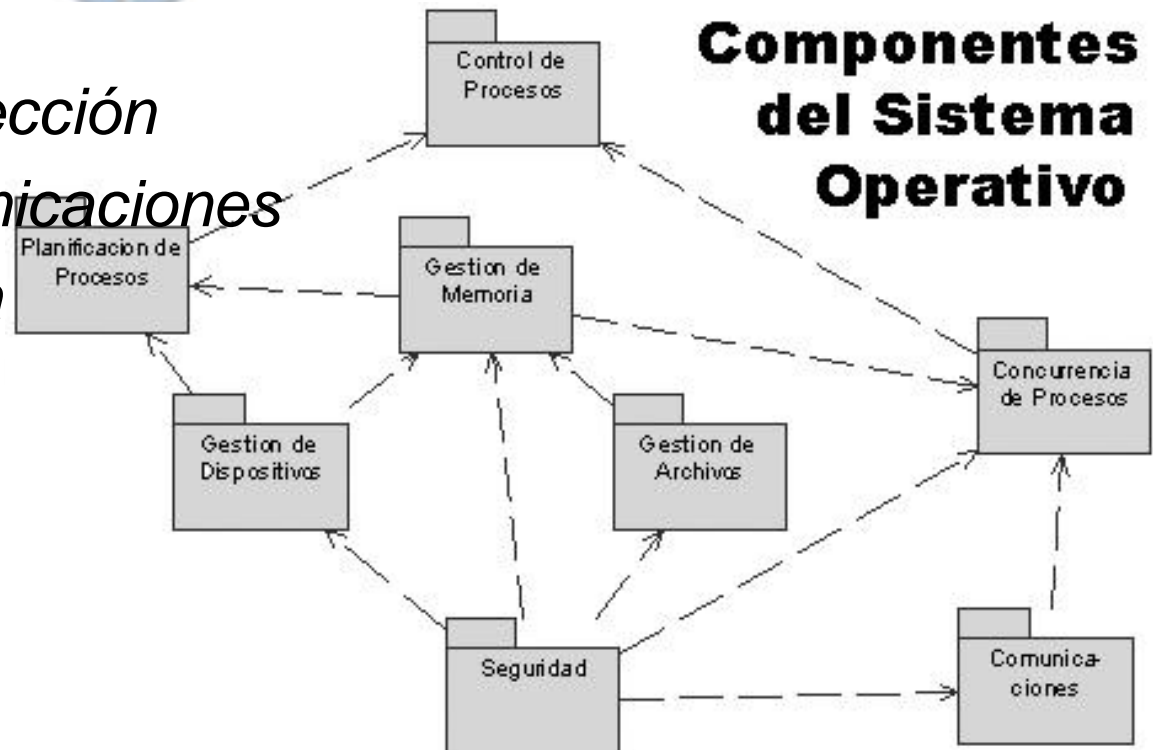 Componentes
del Sistema
Operativo
ección
nicaciones
Control de
Procesos
Planificacion de
Procesos
Gestion de
Memoria
Concurrencia
de Procesos
Gestion de
Dispositivos
Gestion de
Archivos
Seguridad
Comunica-
ciones